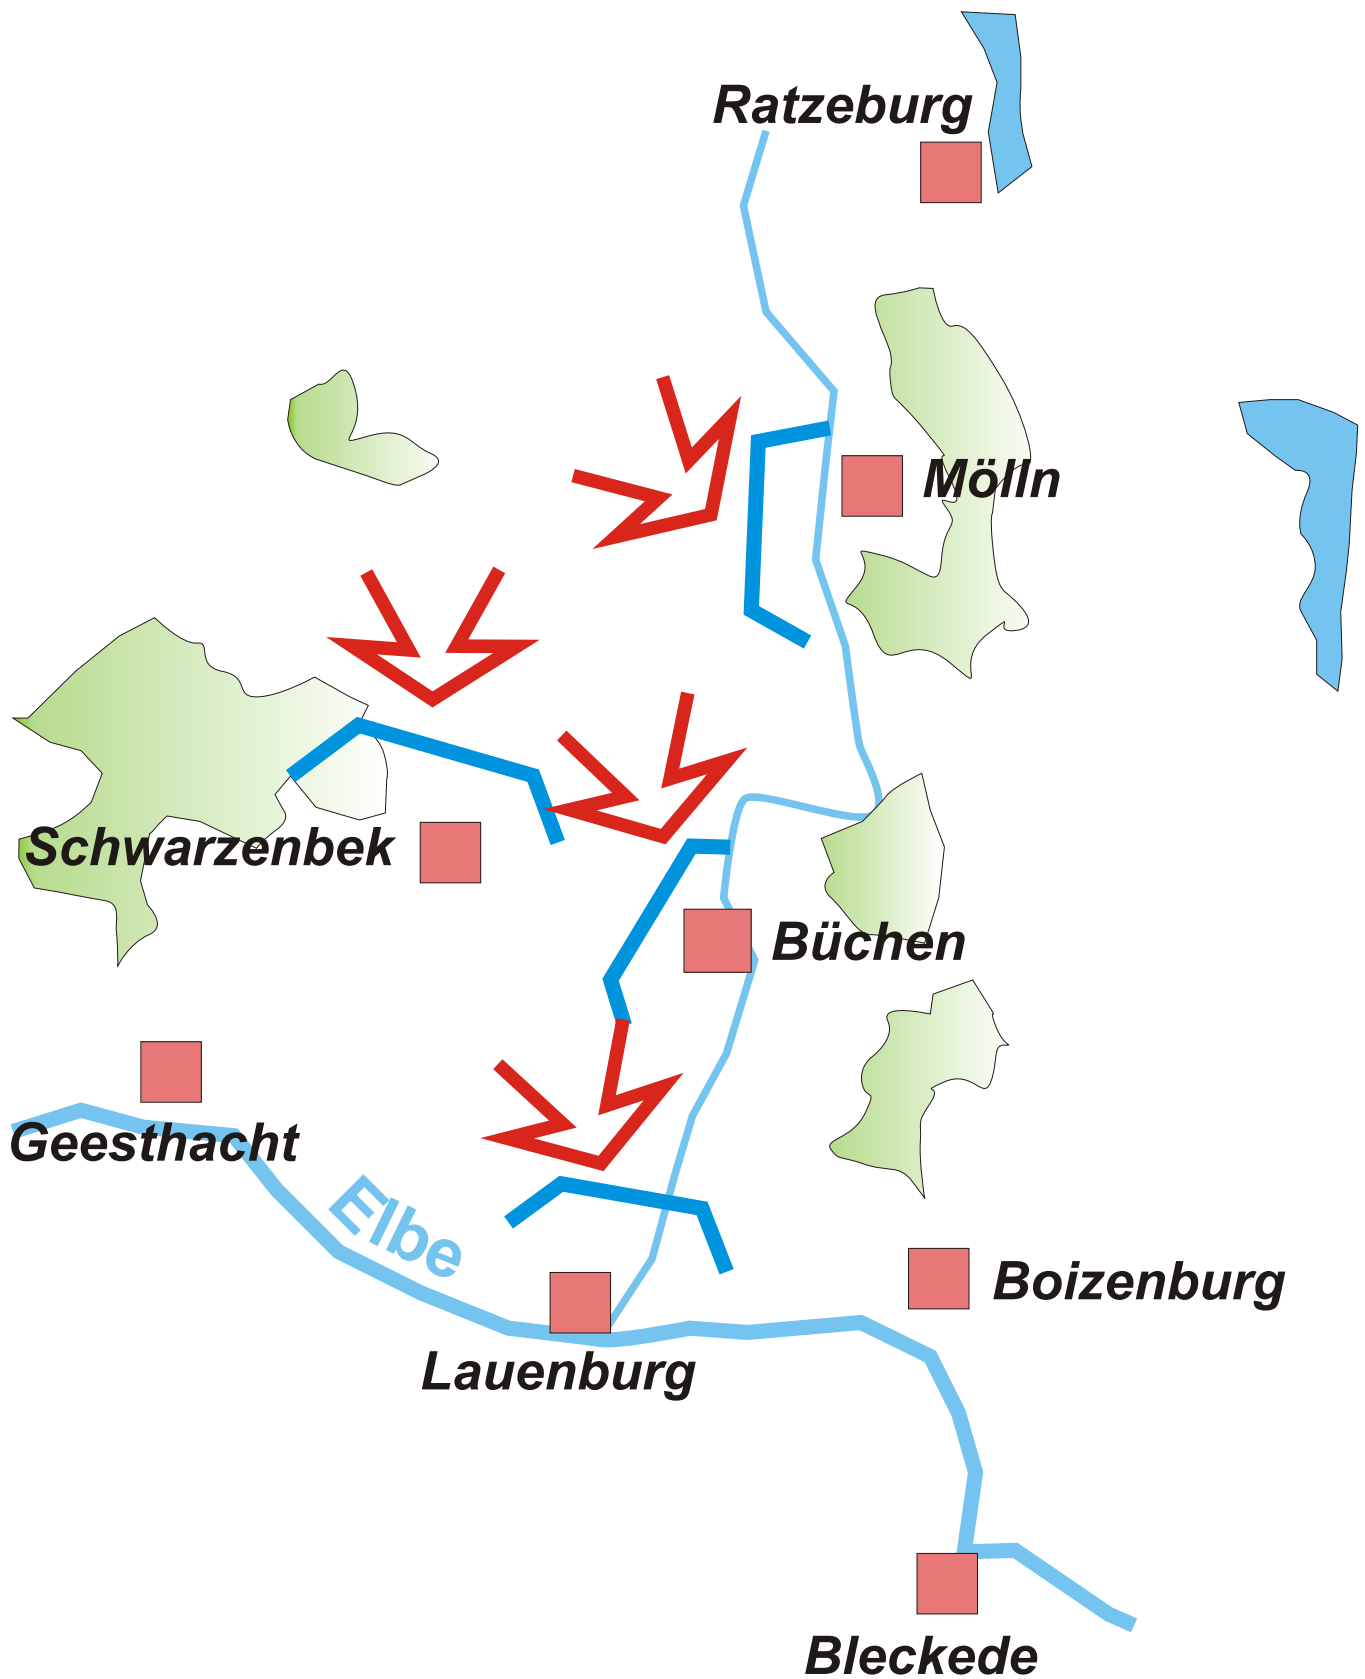 Ratzeburg
Mölln
Schwarzenbek
Büchen
Geesthacht
Elbe
Boizenburg
Lauenburg
Bleckede